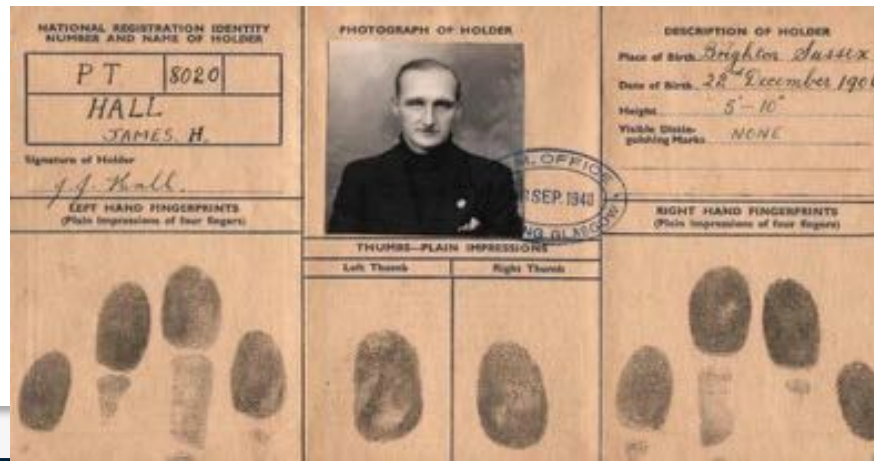 NATIONAL REGISTRATION IDENTITY
NUMBER AND NAME OF HOLDER
PT 8020
HALL
JAMES. H.
Signature of Holder
J.J. Hall.
LEFT HAND FINGERPRINTS
(Plain impressions of four fingers)
PHOTOGRAPH OF HOLDER
OFFICE
SEP. 1940
GLASGOW
THUMBS—PLAIN IMPRESSIONS
Left Thumb
Right Thumb
DESCRIPTION OF HOLDER
Place of Birth Brighton Sussex
Date of Birth 22nd December
Height 5'-10"
Visible Distin-
guishing Marks NONE
RIGHT HAND FINGERPRINTS
(Plain impressions of four fingers)